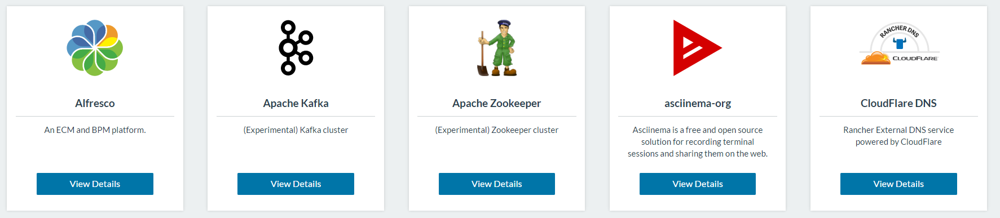 RANCHER DNS
CLOUDFLARE
Alfresco
An ECM and BPM platform.
View Details
Apache Kafka
(Experimental) Kafka cluster
View Details
Apache Zookeeper
(Experimental) Zookeeper cluster
View Details
asciinema-org
Asciinema is a free and open source
solution for recording terminal
sessions and sharing them on the web.
View Details
CloudFlare DNS
Rancher External DNS service
powered by CloudFlare
View Details